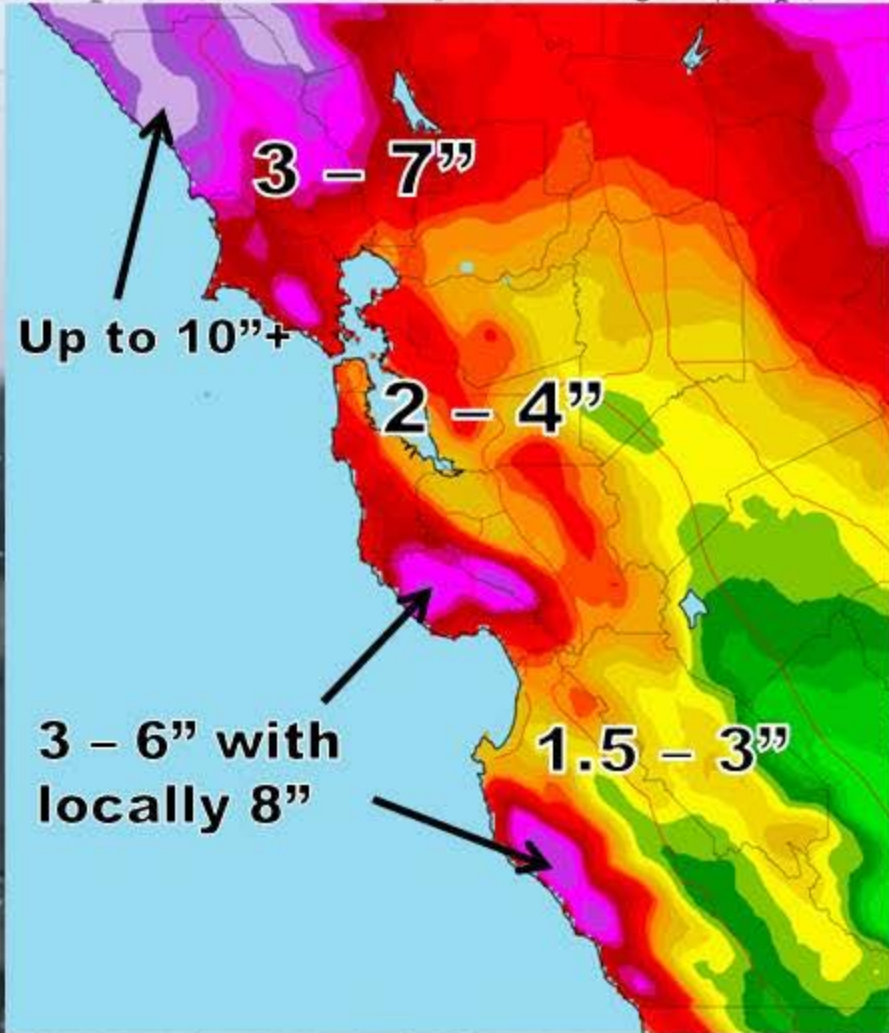 3 – 7”
Up to 10”+
2 – 4”
3 – 6” with
locally 8”
1.5 – 3”